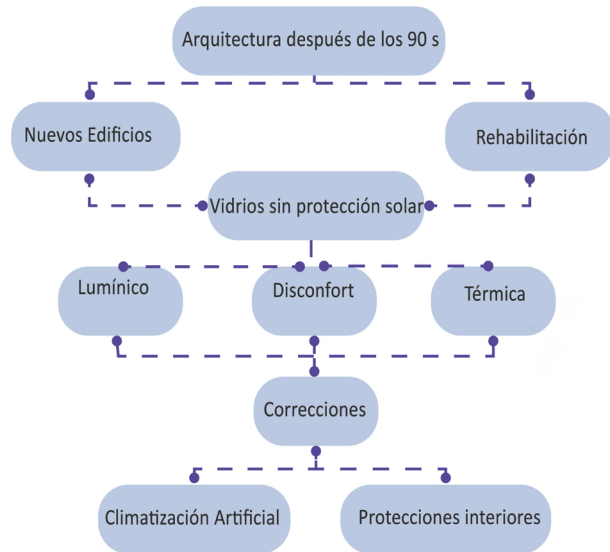 Arquitectura después de los 90 s
Nuevos Edificios
Rehabilitación
Vidrios sin protección solar
Lumínico
Disconfort
Térmica
Correcciones
Climatización Artificial
Protecciones interiores